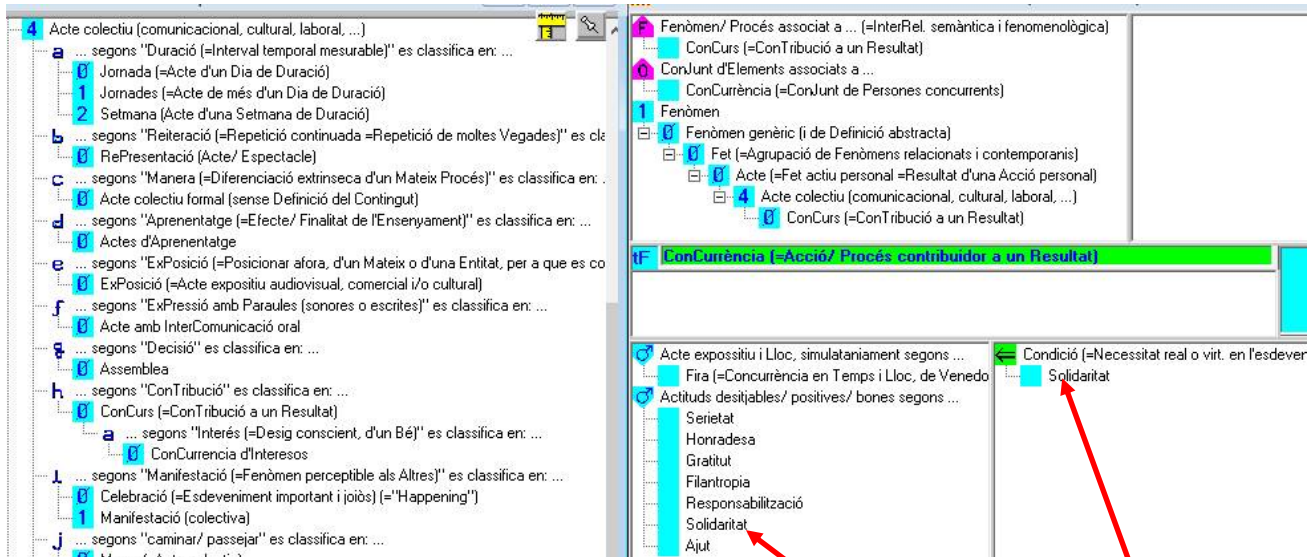 4 Acte colectiu (comunicacional, cultural, laboral, ...)
a ... segons "Duració (=Interval temporal mesurable)" es classifica en: ...
0 Jornada (=Acte d'un Dia de Duració)
1 Jornades (=Acte de més d'un Dia de Duració)
2 Setmana (Acte d'una Setmana de Duració)
b ... segons "Reiteració (=Repetició continuada =Repetició de moltes Vegades)" es cla
0 RePresentació (Acte/ Espectacle)
c ... segons "Manera (=Diferenciació extrinseca d'un Mateix Procés)" es classifica en: .
0 Acte colectiu formal (sense Definició del Contingut)
d ... segons "Aprenentatge (=Efecte/ Finalitat de l'Ensenyament)" es classifica en: ...
0 Actes d'Aprenentatge
e ... segons "ExPosició (=Posicionar afora, d'un Mateix o d'una Entitat, per a que es co
0 ExPosició (=Acte expositiu audiovisual, comercial i/o cultural)
f ... segons "ExPressió amb Paraules (sonores o escrites)" es classifica en: ...
0 Acte amb InterComunicació oral
g ... segons "Decisió" es classifica en: ...
0 Assemblea
h ... segons "ConTribució" es classifica en: ...
0 ConCurs (=ConTribució a un Resultat)
a ... segons "Interés (=Desig conscient, d'un Bé)" es classifica en: ...
0 ConCurrencia d'Interesos
ı ... segons "Manifestació (=Fenòmen perceptible als Altres)" es classifica en: ...
0 Celebració (=Esdeveniment important i joiòs) (="Happening")
1 Manifestació (colectiva)
j ... segons "caminar/ passejar" es classifica en: ...
F Fenòmen/ Procés associat a ... (=InterRel. semàntica i fenomenològica)
ConCurs (=ConTribució a un Resultat)
O ConJunt d'Elements associats a ...
ConCurrència (=ConJunt de Persones concurrents)
1 Fenòmen
0 Fenòmen genèric (i de Definició abstracta)
0 Fet (=Agrupació de Fenòmens relacionats i contemporanis)
0 Acte (=Fet actiu personal =Resultat d'una Acció personal)
4 Acte colectiu (comunicacional, cultural, laboral, ...)
0 ConCurs (=ConTribució a un Resultat)
tF ConCurrència (=Acció/ Procés contribuidor a un Resultat)
Acte expossitiu i Lloc, simulataniament segons ...
Fira (=Concurrència en Temps i Lloc, de Venedo
Actituds desitjables/ positives/ bones segons ...
Serietat
Honradesa
Gratitut
Filantropia
Responsabilització
Solidaritat
Ajut
Condició (=Necessitat real o virt. en l'esdeven
Solidaritat